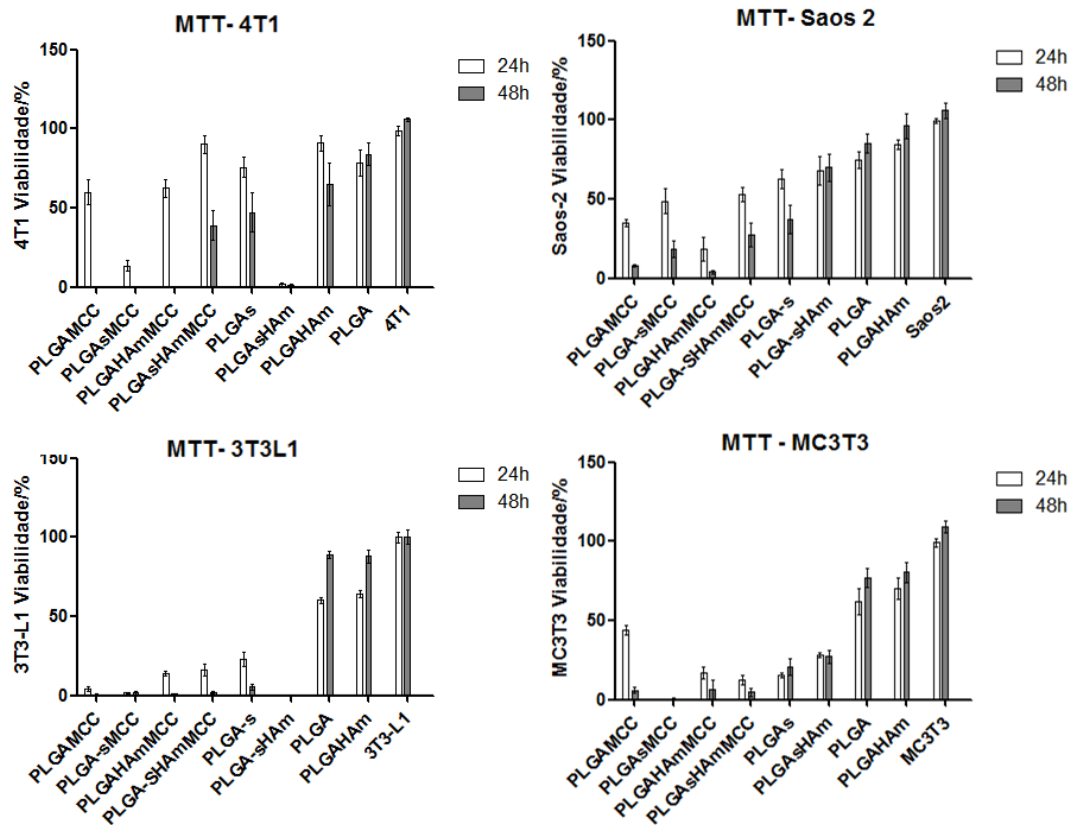 MTT- 4T1
150
100
50
0
4T1 Viabilidade/%
24h
48h
PLGAMCC
PLGAsMCC
PLGAHAmMCC
PLGAsHAmMCC
PLGAs
PLGAsHAm
PLGAHAm
PLGA
4T1
MTT- Saos 2
150
100
50
0
Saos-2 Viabilidade/%
24h
48h
PLGAMCC
PLGA-sMCC
PLGAHAmMCC
PLGA-SHAmMCC
PLGA-s
PLGA-sHAm
PLGA
PLGAHAm
Saos2
MTT- 3T3L1
150
100
50
0
3T3-L1 Viabilidade/%
24h
48h
PLGAMCC
PLGA-sMCC
PLGAHAmMCC
PLGA-SHAmMCC
PLGA-s
PLGA-sHAm
PLGA
PLGAHAm
3T3-L1
MTT - MC3T3
150
100
50
0
MC3T3 Viabilidade/%
24h
48h
PLGAMCC
PLGAsMCC
PLGAHAmMCC
PLGAsHAmMCC
PLGAs
PLGAsHAm
PLGA
PLGAHAm
MC3T3